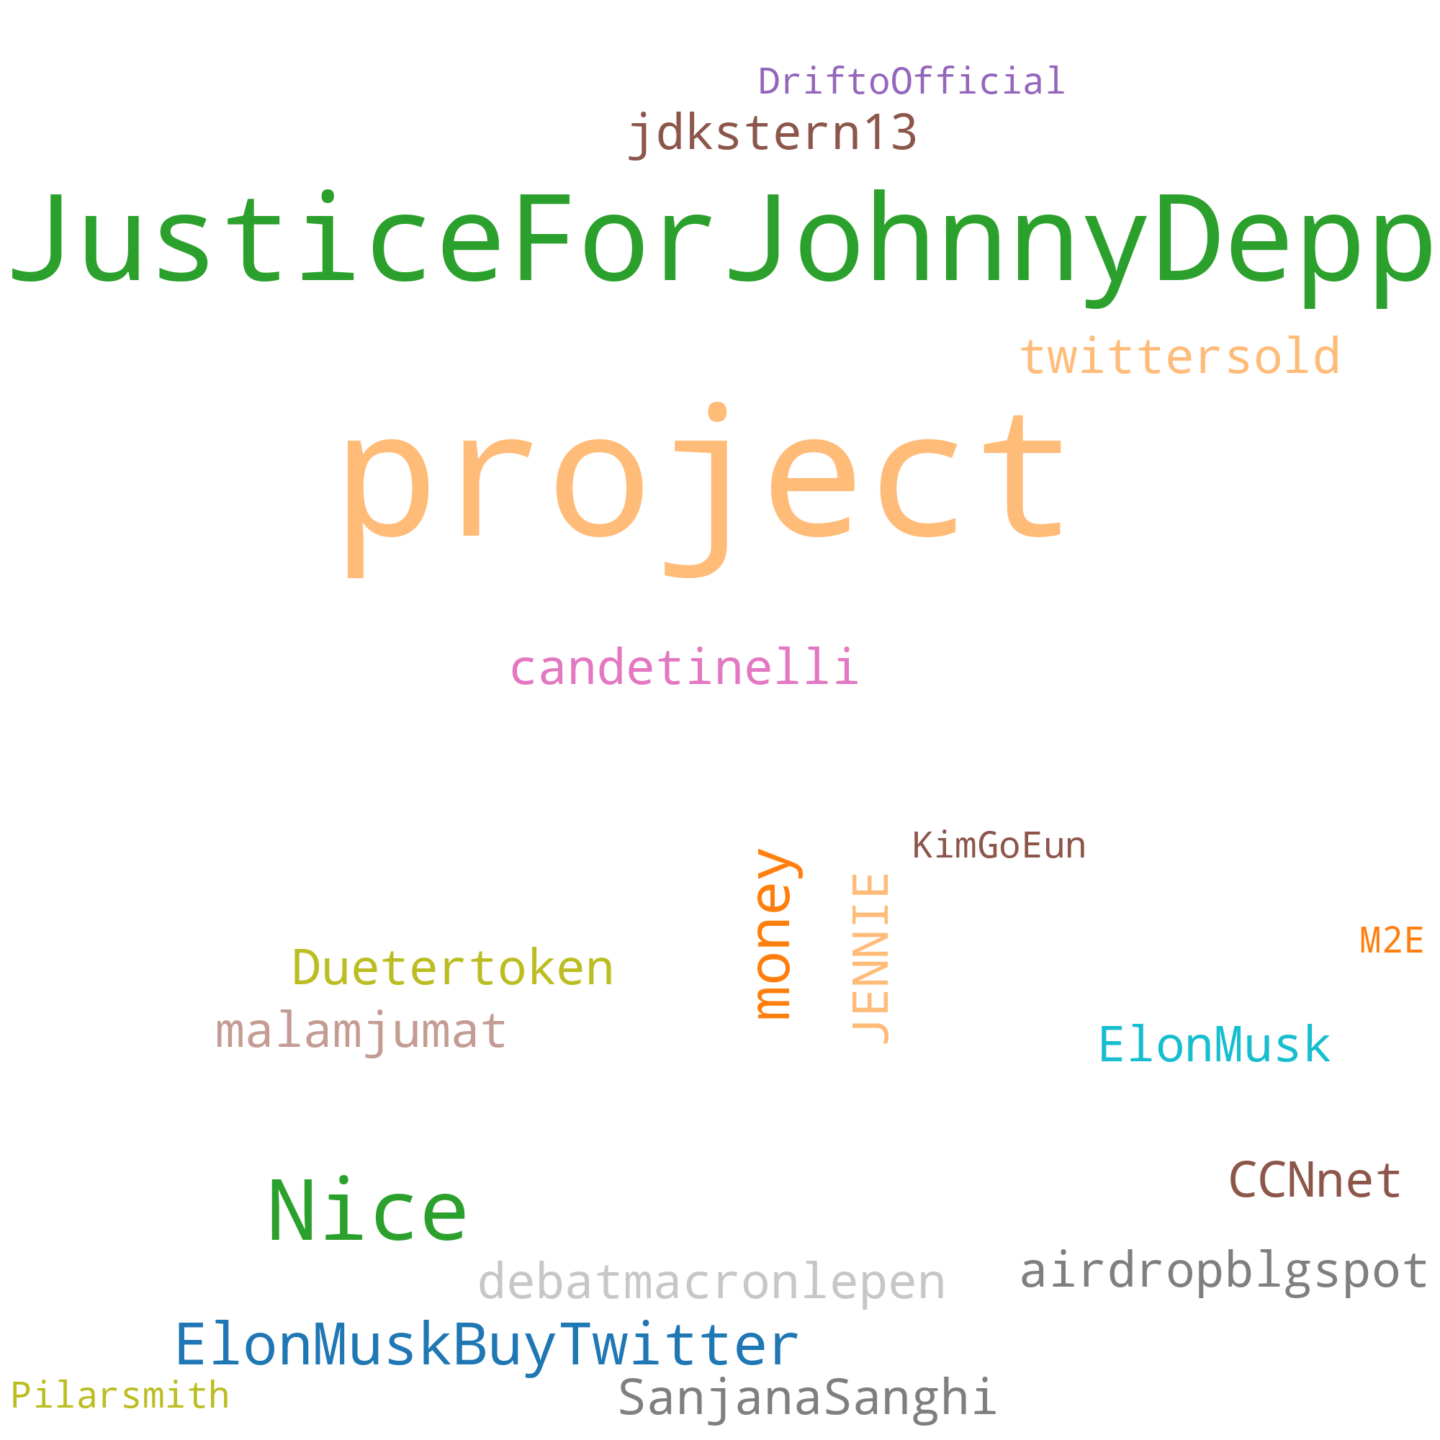 DriftoOfficial
jdkstern13
JusticeForJohnnyDepp
twittersold
project
candetinelli
KimGoEun
money
JENNIE
M2E
Duetertoken
malamjumat
ElonMusk
CCNnet
Nice
airdropblgspot
debatmacronlepen
ElonMuskBuyTwitter
Pilarsmith
SanjanaSanghi